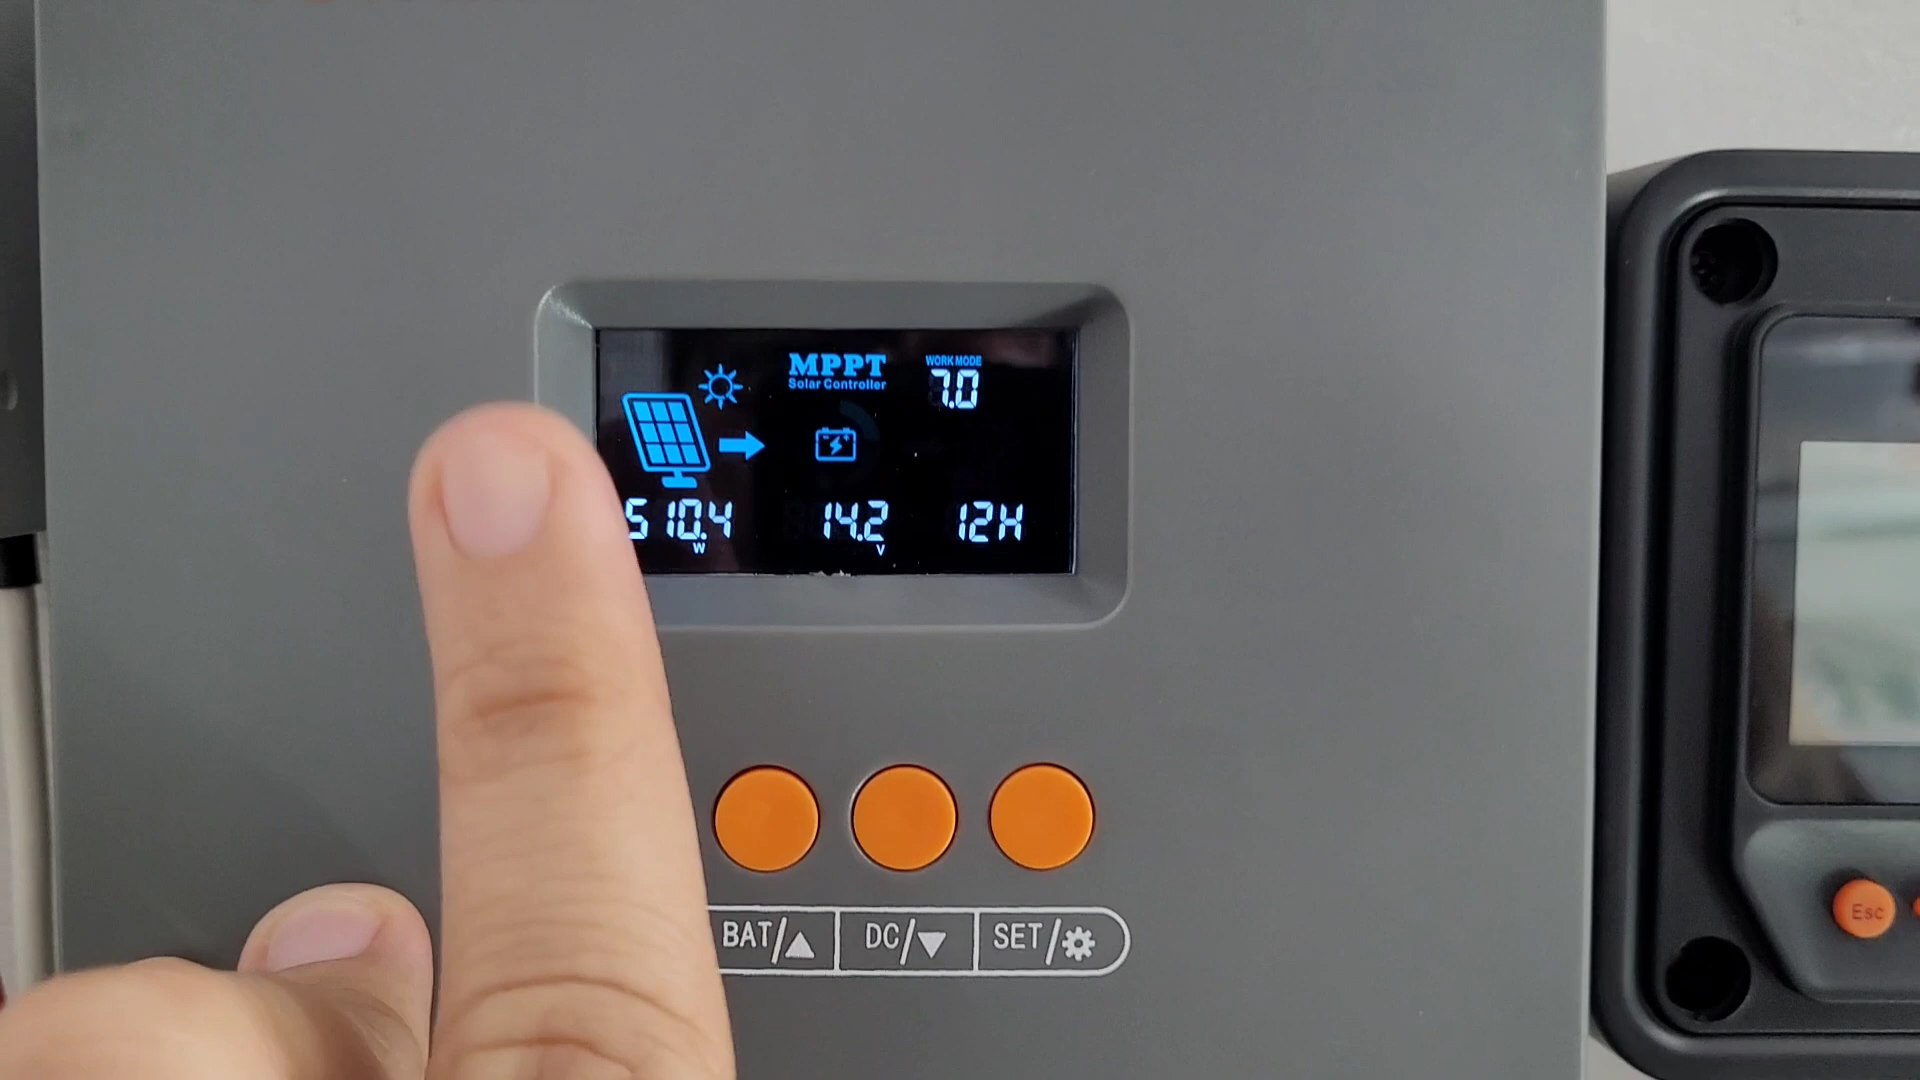 MPPT
Solar Controller
WORK MODE
7.0
510.4
W
14.2
V
12H
BAT/▲
DC/▼
SET/
Esc